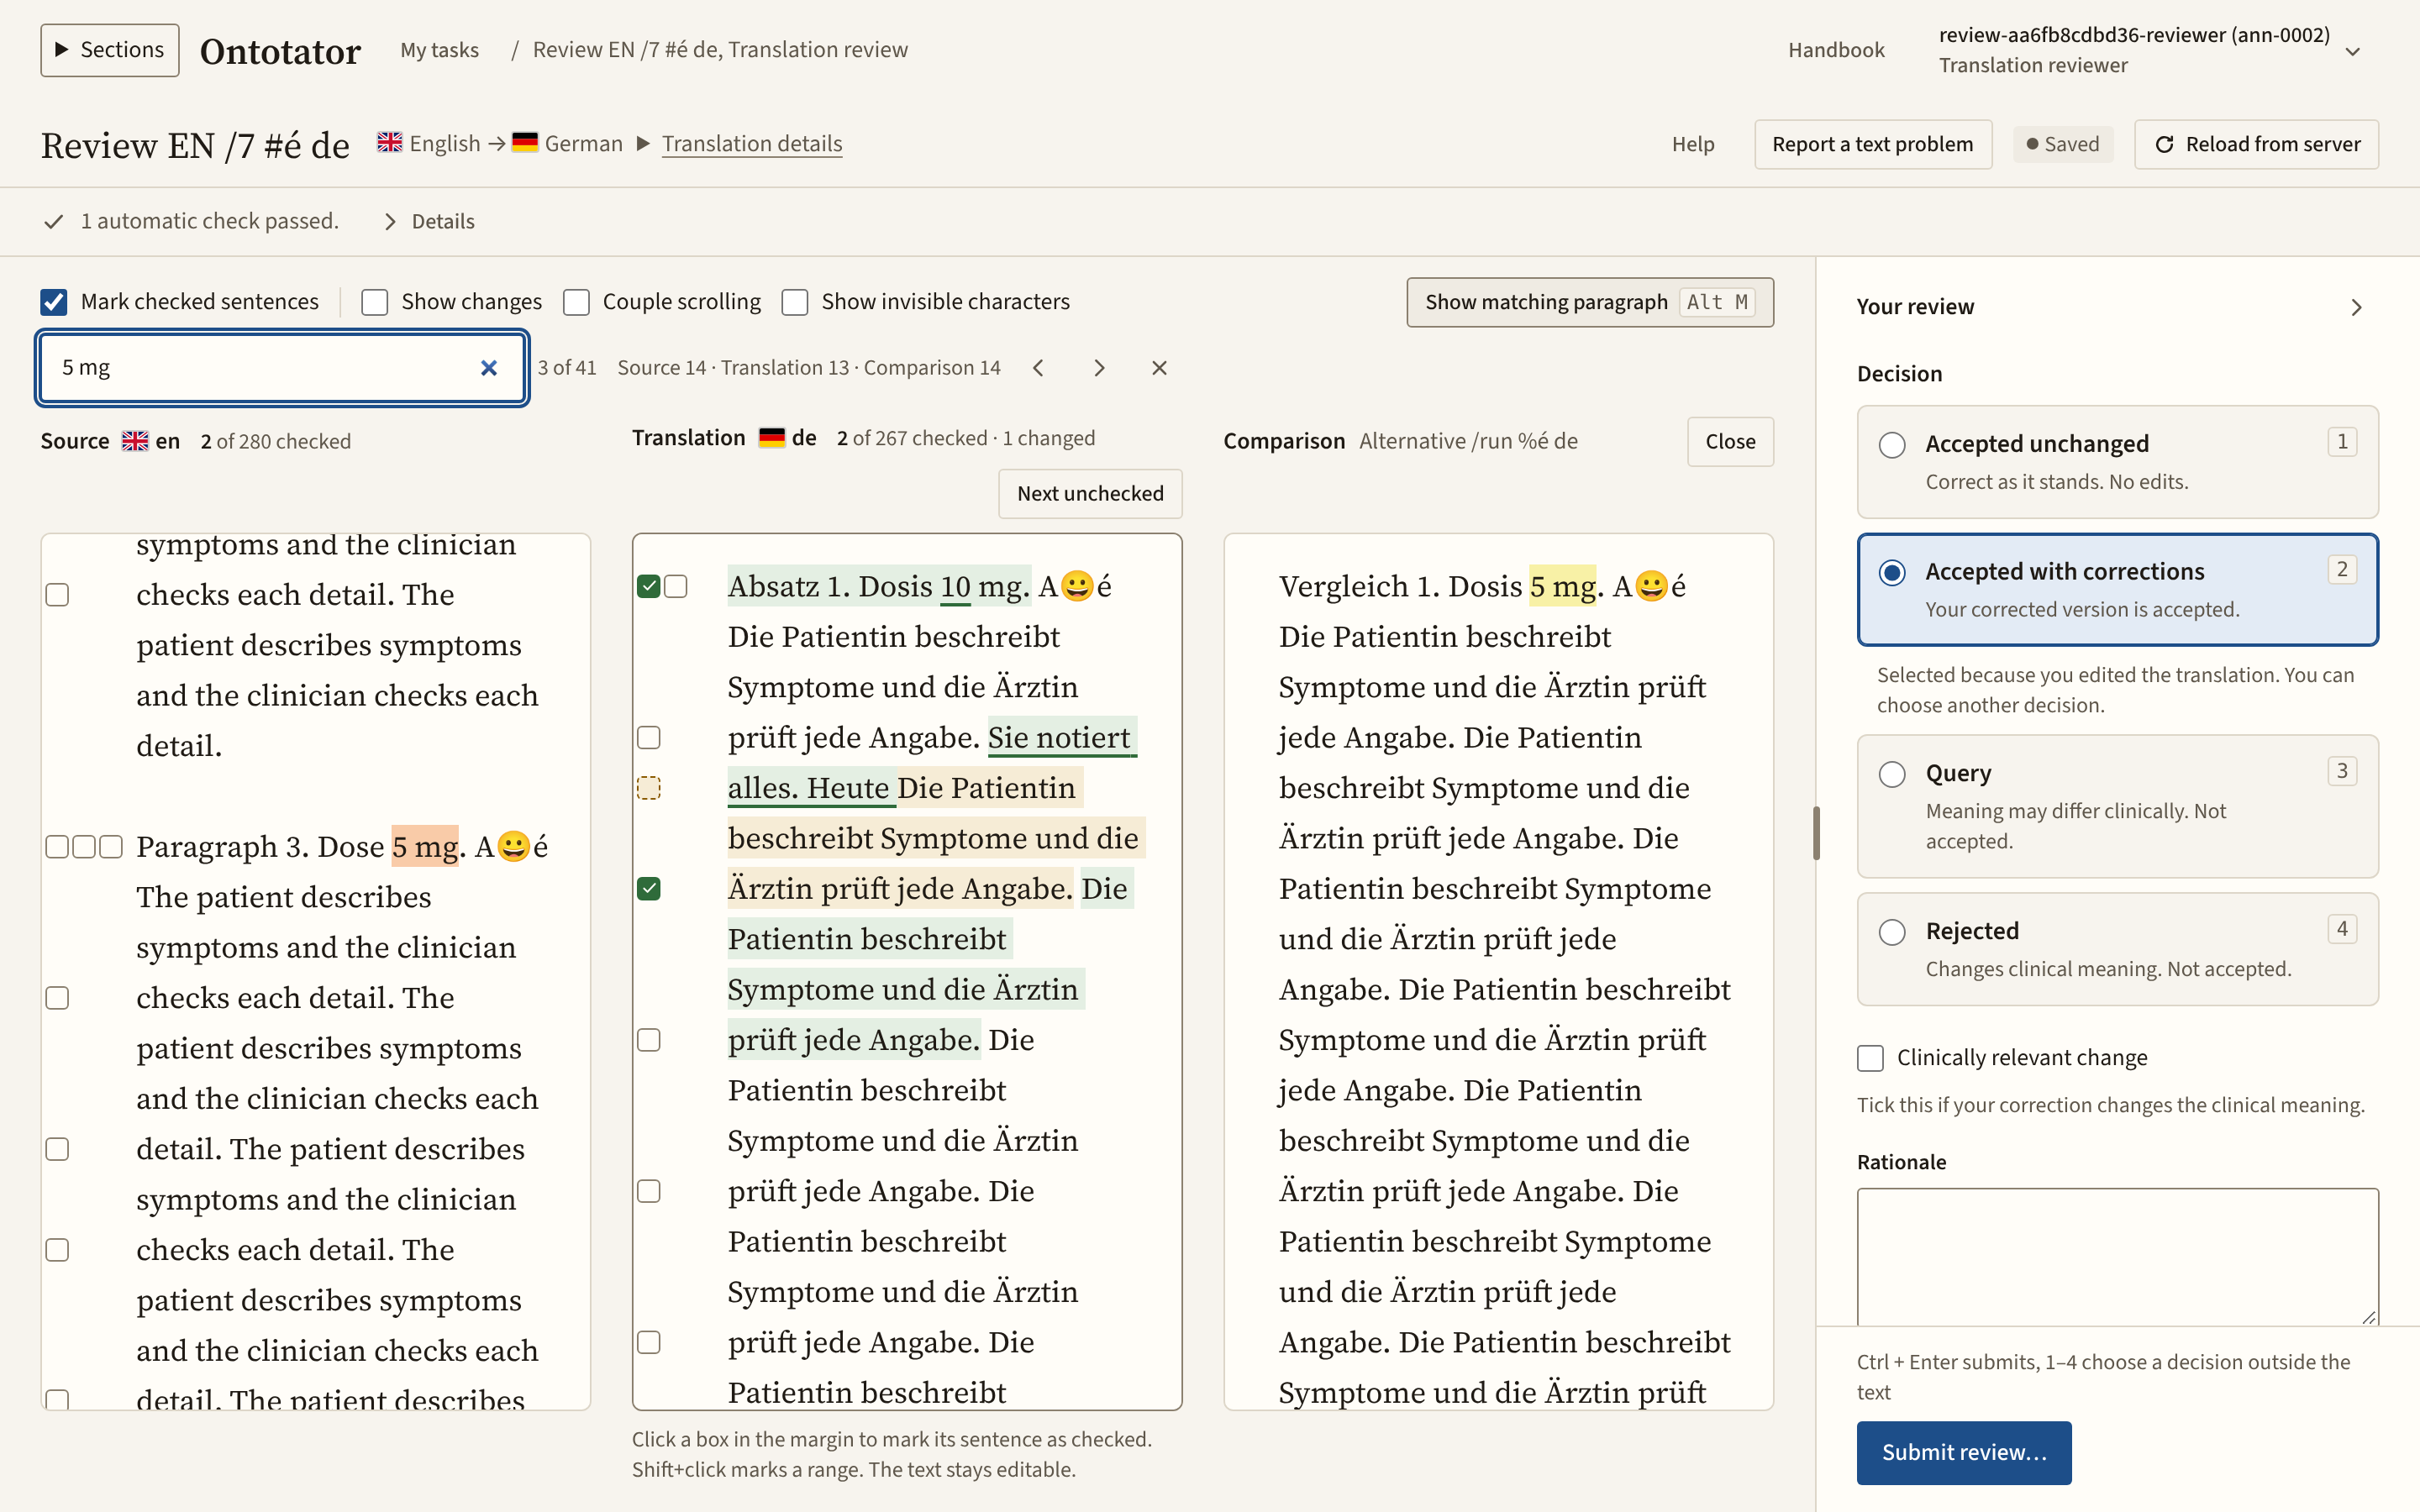 Sections
Ontotator
My tasks / Review EN /7 #é de, Translation review
Handbook
review-aa6fb8cdbd36-reviewer (ann-0002)
Translation reviewer
Review EN /7 #é de
English → German
Translation details
Help
Report a text problem
Saved
Reload from server
1 automatic check passed.
Details
Mark checked sentences
Show changes
Couple scrolling
Show invisible characters
Show matching paragraph Alt M
5 mg
3 of 41
Source 14 · Translation 13 · Comparison 14
Source en 2 of 280 checked
symptoms and the clinician
checks each detail. The
patient describes symptoms
and the clinician checks each
detail.
Paragraph 3. Dose 5 mg. A😀é
The patient describes
symptoms and the clinician
checks each detail. The
patient describes symptoms
and the clinician checks each
detail. The patient describes
symptoms and the clinician
checks each detail. The
patient describes symptoms
and the clinician checks each
detail. The patient describes
Translation de 2 of 267 checked · 1 changed
Next unchecked
Absatz 1. Dosis 10 mg. A😀é
Die Patientin beschreibt
Symptome und die Ärztin
prüft jede Angabe. Sie notiert
alles. Heute Die Patientin
beschreibt Symptome und die
Ärztin prüft jede Angabe. Die
Patientin beschreibt
Symptome und die Ärztin
prüft jede Angabe. Die
Patientin beschreibt
Symptome und die Ärztin
prüft jede Angabe. Die
Patientin beschreibt
Symptome und die Ärztin
prüft jede Angabe. Die
Patientin beschreibt
Click a box in the margin to mark its sentence as checked.
Shift+click marks a range. The text stays editable.
Comparison Alternative /run %é de
Close
Vergleich 1. Dosis 5 mg. A😀é
Die Patientin beschreibt
Symptome und die Ärztin prüft
jede Angabe. Die Patientin
beschreibt Symptome und die
Ärztin prüft jede Angabe. Die
Patientin beschreibt Symptome
und die Ärztin prüft jede
Angabe. Die Patientin beschreibt
Symptome und die Ärztin prüft
jede Angabe. Die Patientin
beschreibt Symptome und die
Ärztin prüft jede Angabe. Die
Patientin beschreibt Symptome
und die Ärztin prüft jede
Angabe. Die Patientin beschreibt
Symptome und die Ärztin prüft
Your review
Decision
Accepted unchanged 1
Correct as it stands. No edits.
Accepted with corrections 2
Your corrected version is accepted.
Selected because you edited the translation. You can
choose another decision.
Query 3
Meaning may differ clinically. Not
accepted.
Rejected 4
Changes clinical meaning. Not accepted.
Clinically relevant change
Tick this if your correction changes the clinical meaning.
Rationale
Ctrl + Enter submits, 1–4 choose a decision outside the
text
Submit review…